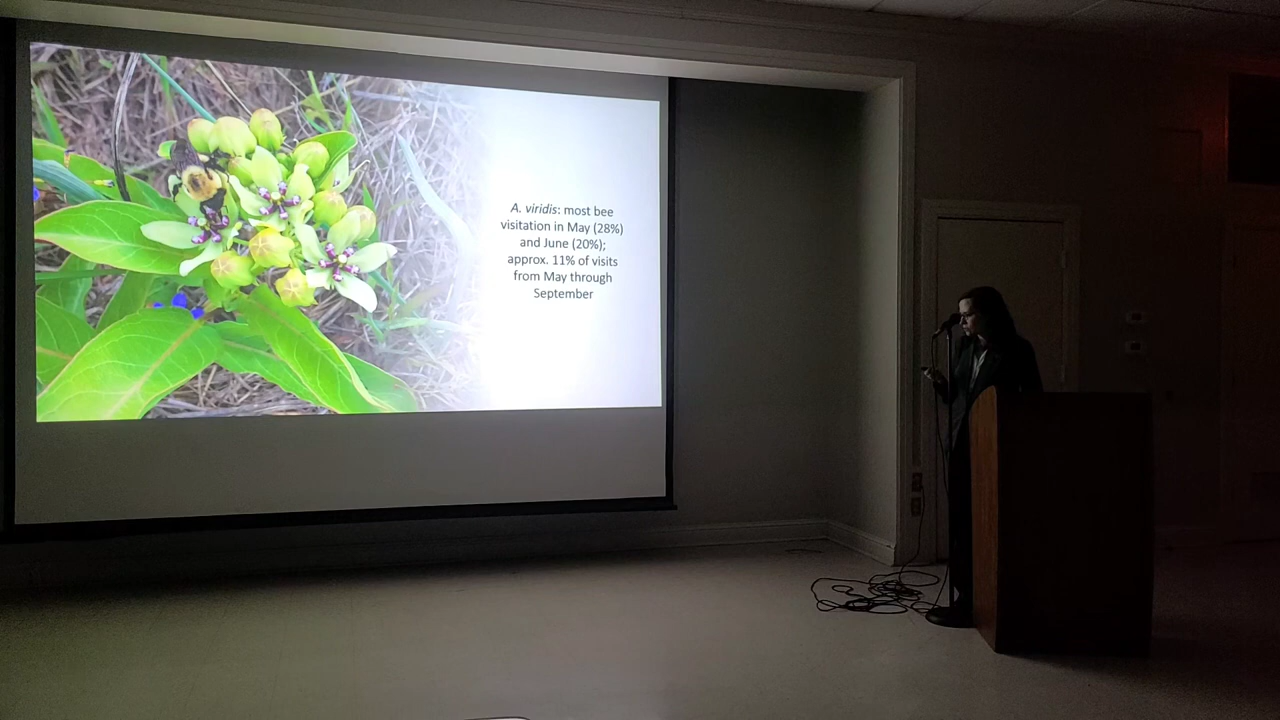 A. viridis: most bee
visitation in May (28%)
and June (20%);
approx. 11% of visits
from May through
September